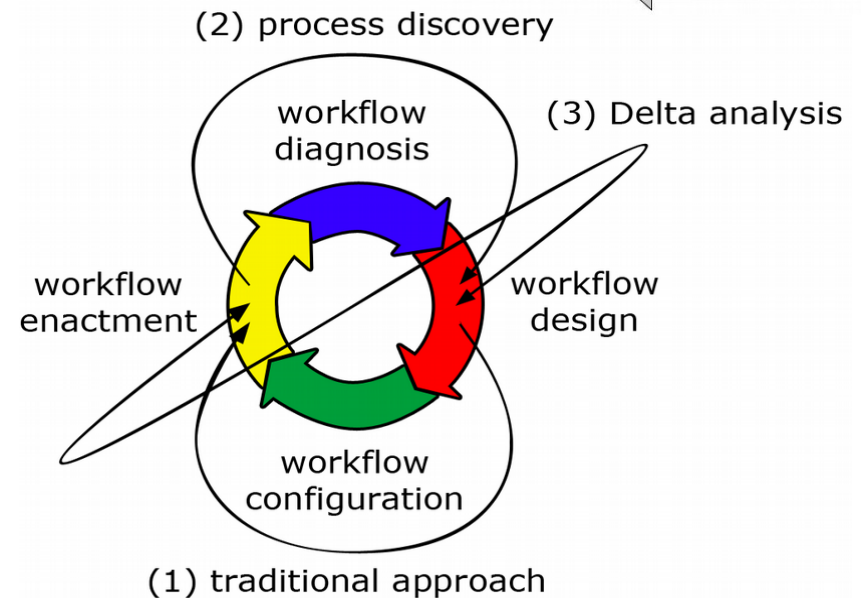 (2) process discovery
workflow
diagnosis
(3) Delta analysis
workflow
enactment
workflow
design
workflow
configuration
(1) traditional approach